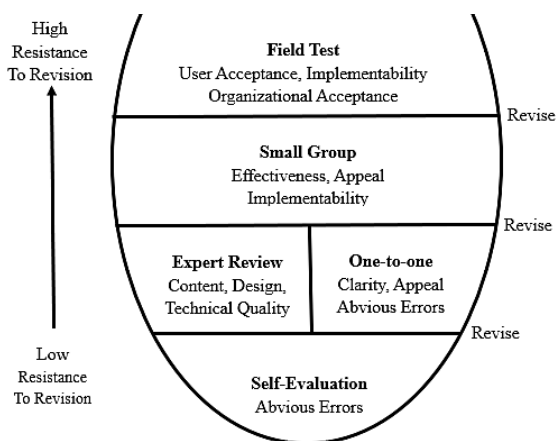 High
Resistance
To Revision
Field Test
User Acceptance, Implementability
Organizational Acceptance
Revise
Small Group
Effectiveness, Appeal
Implementability
Revise
Expert Review
Content, Design,
Technical Quality
One-to-one
Clarity, Appeal
Abvious Errors
Revise
Low
Resistance
To Revision
Self-Evaluation
Abvious Errors